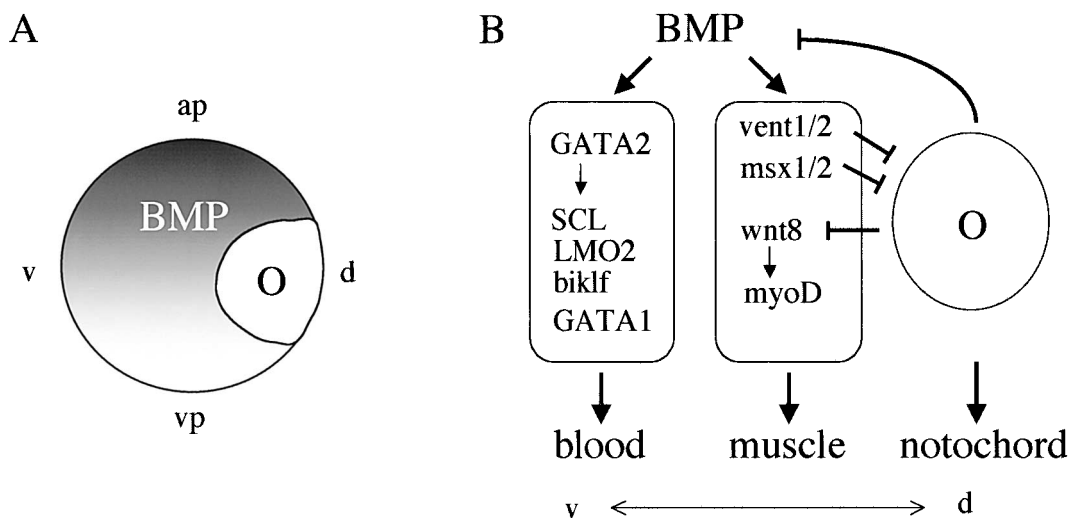 A
ap
BMP
v
O
d
vp
B
BMP
GATA2
SCL
LMO2
biklf
GATA1
vent1/2
msx1/2
wnt8
myoD
O
blood
muscle
notochord
v
d